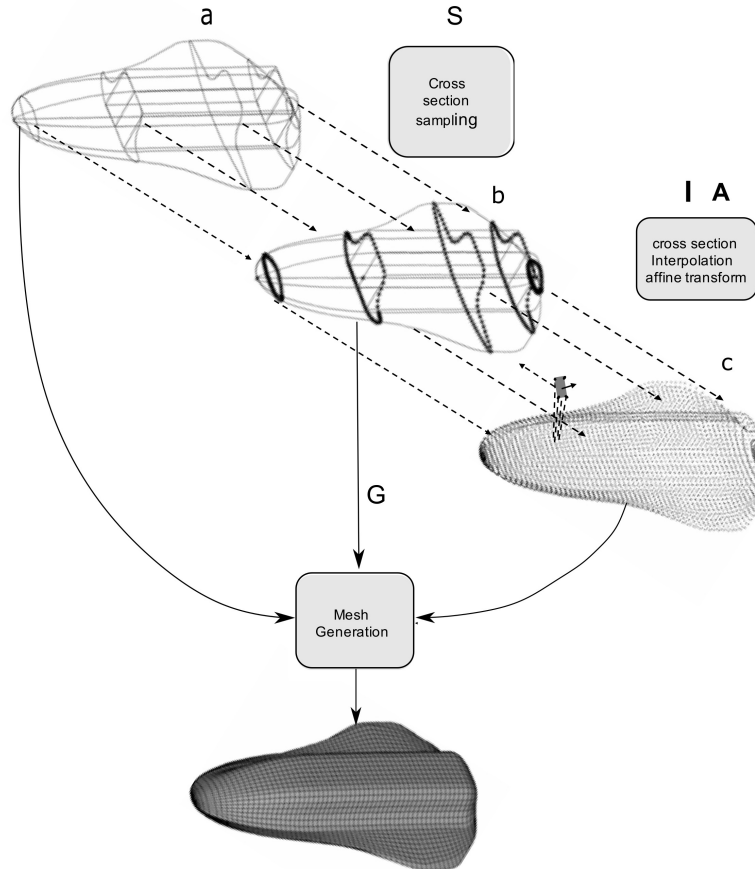 a
S
Cross
section
sampling
b
I A
cross section
Interpolation
affine transform
c
G
Mesh
Generation